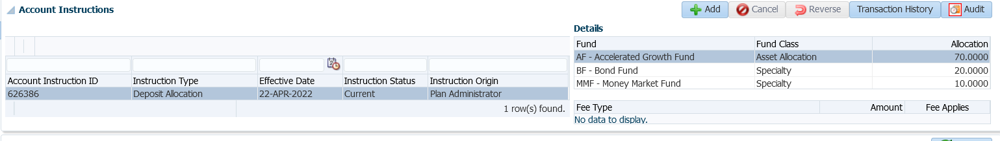 Account Instructions
Add Cancel Reverse Transaction History Audit
Details
Fund Fund Class Allocation
AF - Accelerated Growth Fund Asset Allocation 70.0000
BF - Bond Fund Specialty 20.0000
MMF - Money Market Fund Specialty 10.0000
Account Instruction ID Instruction Type Effective Date Instruction Status Instruction Origin
626386 Deposit Allocation 22-APR-2022 Current Plan Administrator
1 row(s) found.
Fee Type Amount Fee Applies
No data to display.